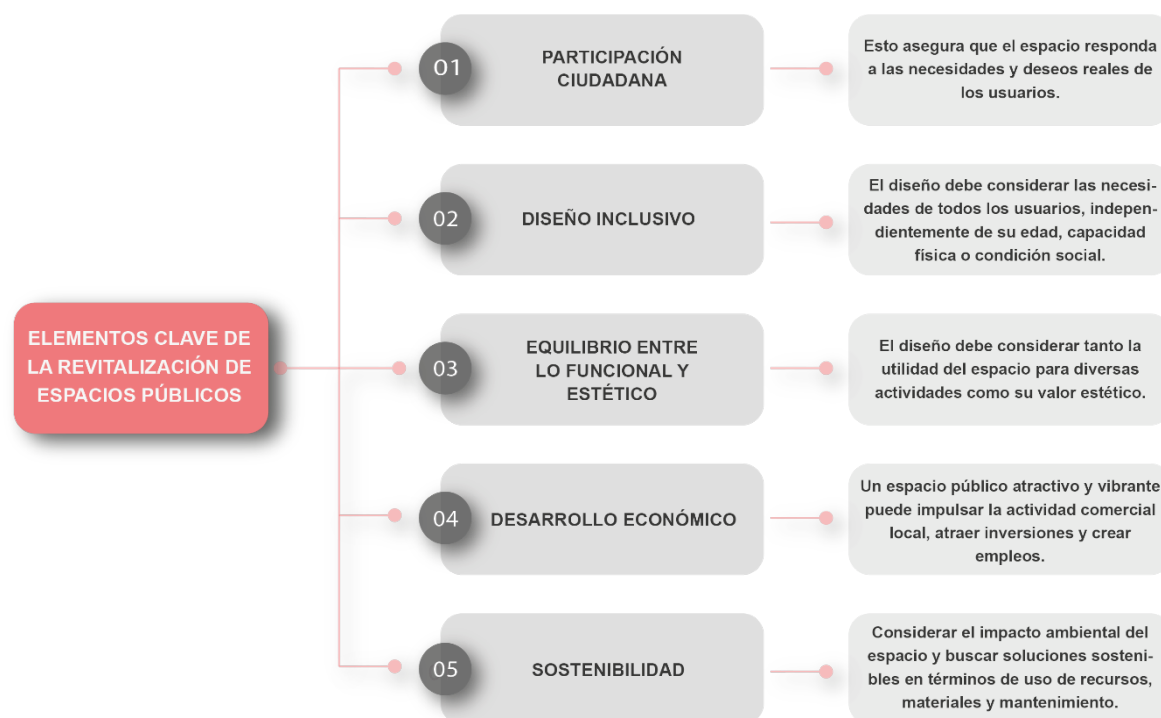 ELEMENTOS CLAVE DE
LA REVITALIZACIÓN DE
ESPACIOS PÚBLICOS
01
PARTICIPACIÓN
CIUDADANA
Esto asegura que el espacio responda
a las necesidades y deseos reales de
los usuarios.
02
DISEÑO INCLUSIVO
El diseño debe considerar las necesi-
dades de todos los usuarios, indepen-
dientemente de su edad, capacidad
física o condición social.
03
EQUILIBRIO ENTRE
LO FUNCIONAL Y
ESTÉTICO
El diseño debe considerar tanto la
utilidad del espacio para diversas
actividades como su valor estético.
04
DESARROLLO ECONÓMICO
Un espacio público atractivo y vibrante
puede impulsar la actividad comercial
local, atraer inversiones y crear
empleos.
05
SOSTENIBILIDAD
Considerar el impacto ambiental del
espacio y buscar soluciones sosteni-
bles en términos de uso de recursos,
materiales y mantenimiento.